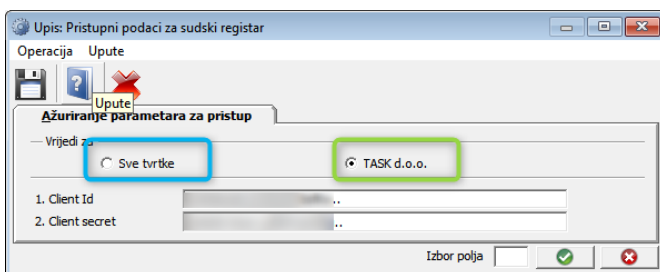 Upis: Pristupni podaci za sudski registar
Operacija Upute
Upute
Ažuriranje parametara za pristup
Vrijedi za
Sve tvrtke TASK d.o.o.
1. Client Id ..
2. Client secret ..
Izbor polja